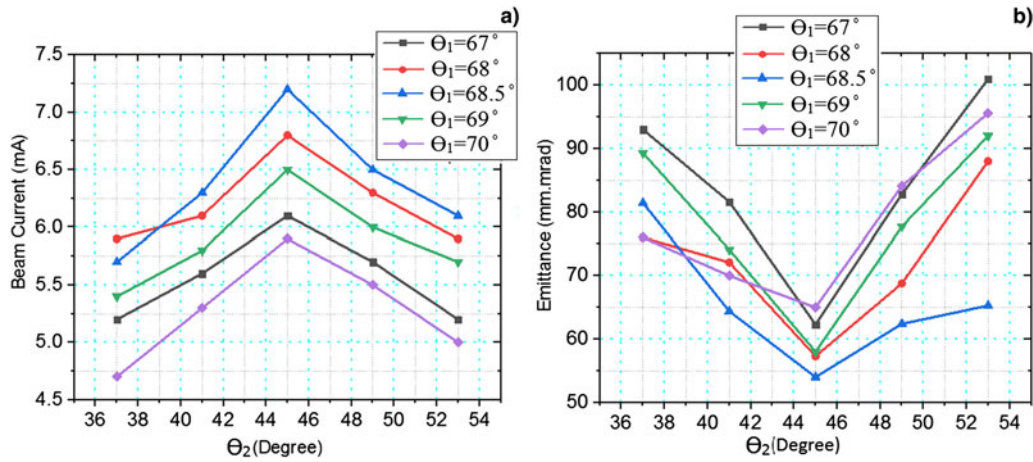 a)
Θ₁=67°
Θ₁=68°
Θ₁=68.5°
Θ₁=69°
Θ₁=70°
7.5
7.0
6.5
6.0
5.5
5.0
4.5
Beam Current (mA)
36 38 40 42 44 46 48 50 52 54
Θ₂(Degree)
b)
Θ₁=67°
Θ₁=68
Θ₁=68.5°
Θ₁=69°
Θ₁=70°
100
90
80
70
60
50
Emittance (mm.mrad)
36 38 40 42 44 46 48 50 52 54
Θ₂(Degree)